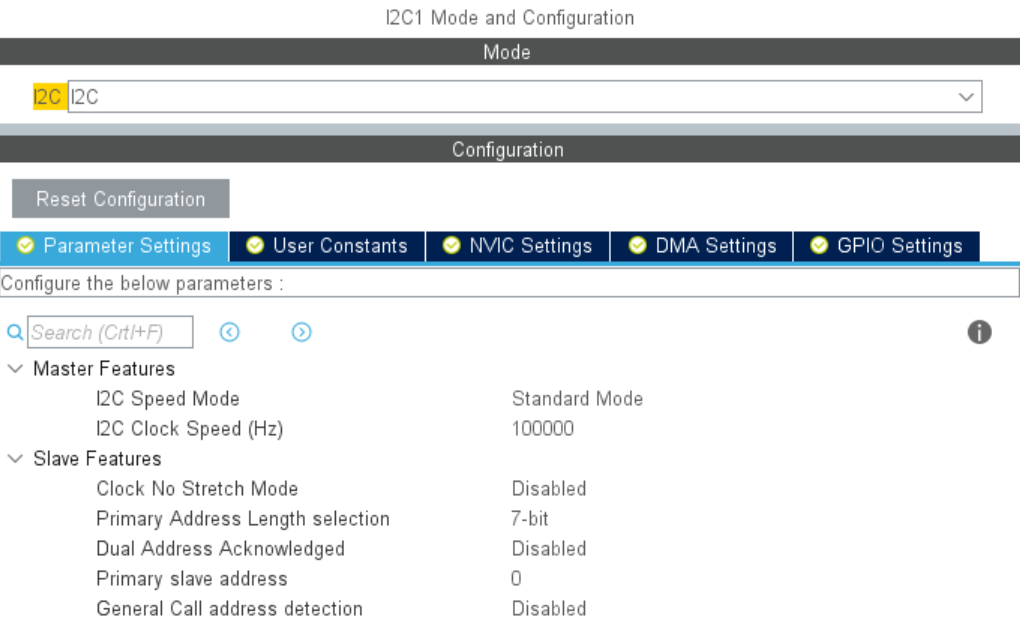 I2C1 Mode and Configuration
Mode
I2C I2C
Configuration
Reset Configuration
Parameter Settings User Constants NVIC Settings DMA Settings GPIO Settings
Configure the below parameters :
Search (Crtl+F)
Master Features
I2C Speed Mode Standard Mode
I2C Clock Speed (Hz) 100000
Slave Features
Clock No Stretch Mode Disabled
Primary Address Length selection 7-bit
Dual Address Acknowledged Disabled
Primary slave address 0
General Call address detection Disabled